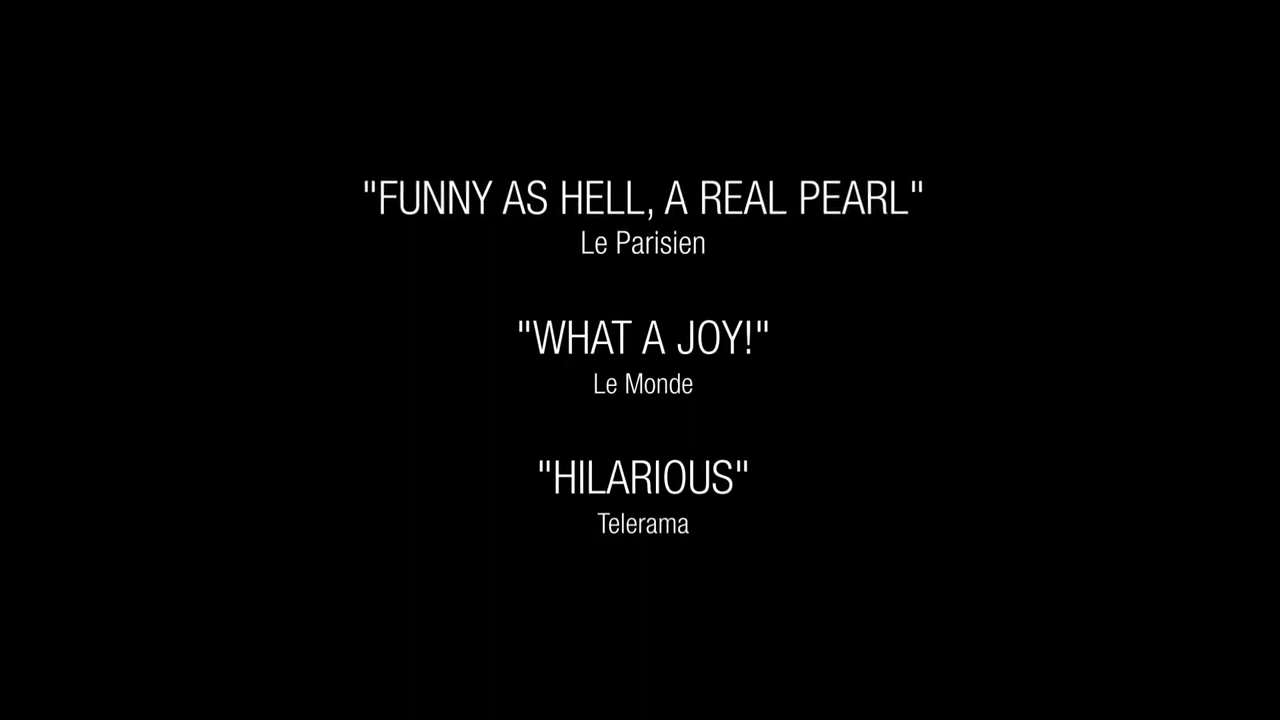 "FUNNY AS HELL, A REAL PEARL"
Le Parisien
"WHAT A JOY!"
Le Monde
"HILARIOUS"
Telerama